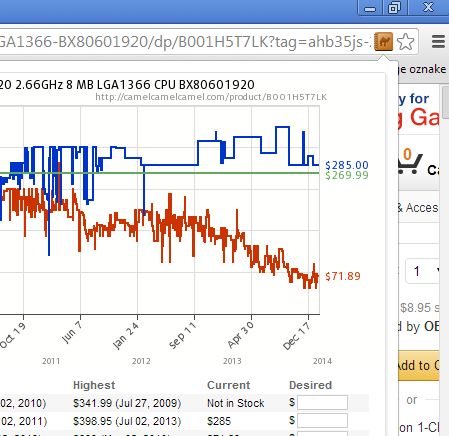 GA1366-BX80601920/dp/B001H5T7LK?tag=ahb35js-
ge oznake
20 2.66GHz 8 MB LGA1366 CPU BX80601920
http://camelcamelcamel.com/product/B001H5T7LK
y for
g Ga
0
Ca
$285.00
$269.99
& Acces
1
$71.89
$8.95 s
d by OE
Add to C
or
on 1-Cl
Oct 19
Jun 7
Jan 24
Sep 11
Apr 30
Dec 17
2011
2012
2013
2014
Highest Current Desired
02, 2010) $341.99 (Jul 27, 2009) Not in Stock $
02, 2011) $398.95 (Jan 02, 2013) $285 $